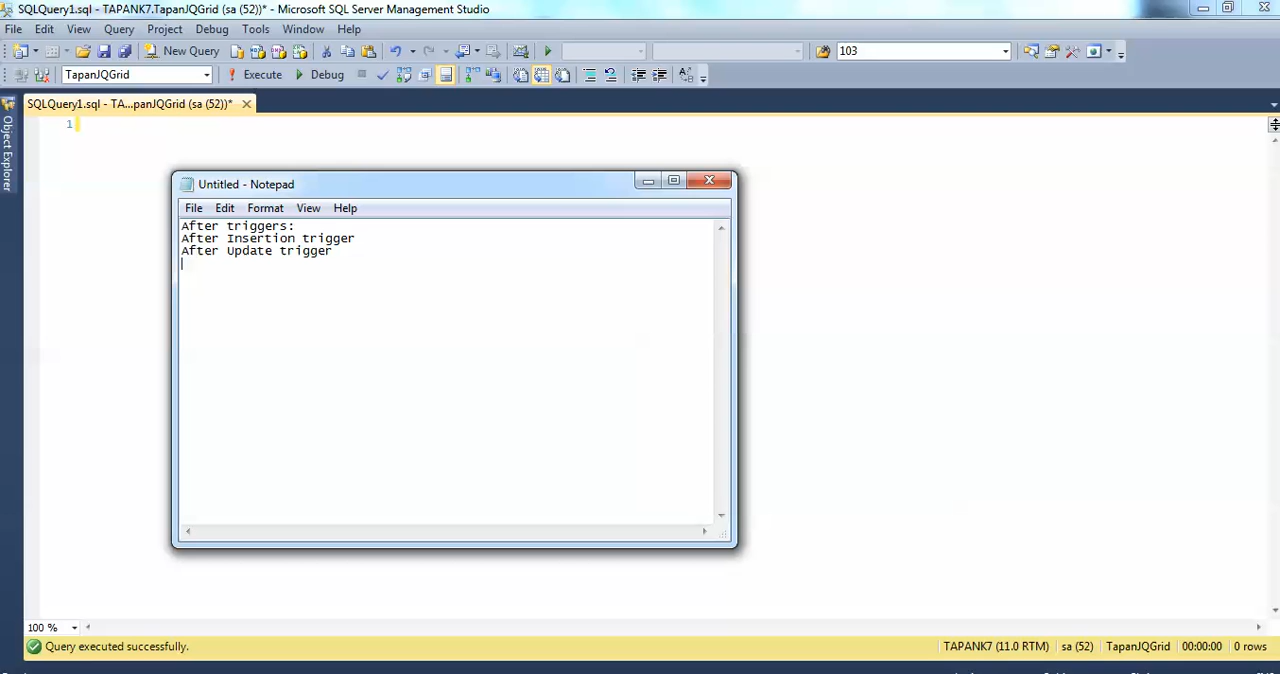 SQLQuery1.sql - TAPANK7.TapanJQGrid (sa (52))* - Microsoft SQL Server Management Studio
File Edit View Query Project Debug Tools Window Help
New Query 103
TapanJQGrid Execute Debug
SQLQuery1.sql - TA...panJQGrid (sa (52))*
Object Explorer
1
Untitled - Notepad
File Edit Format View Help
After triggers:
After Insertion trigger
After Update trigger
100 %
Query executed successfully. TAPANK7 (11.0 RTM) sa (52) TapanJQGrid 00:00:00 0 rows